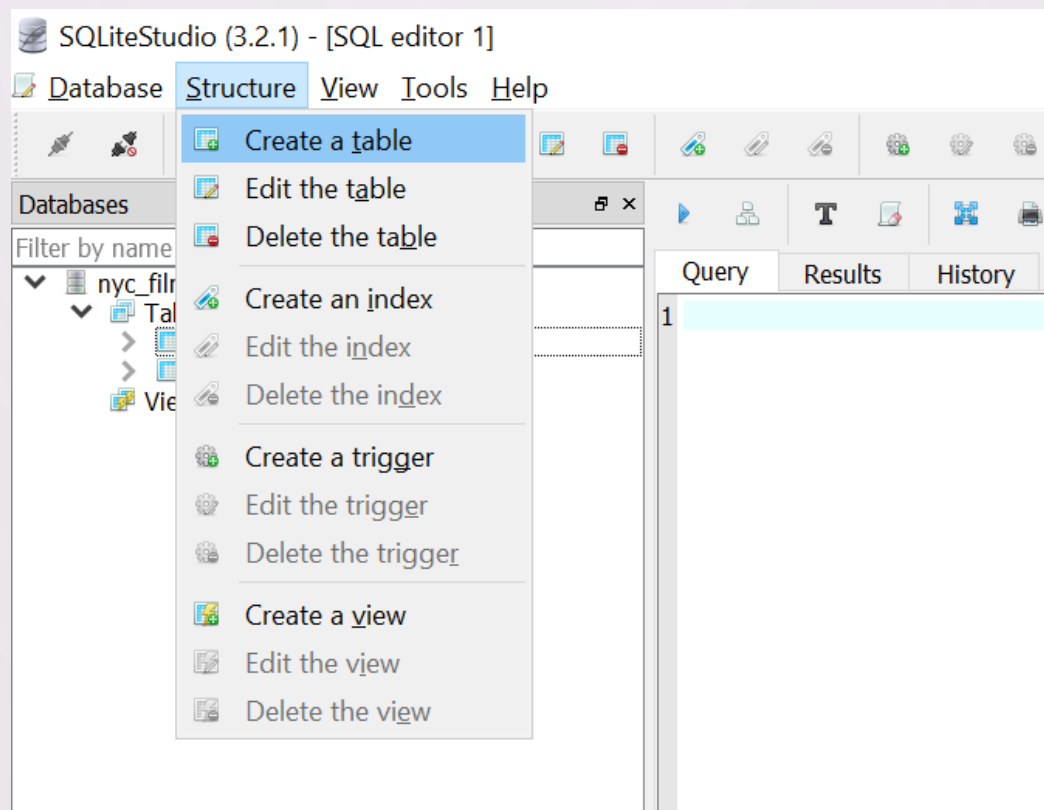 SQLiteStudio (3.2.1) - [SQL editor 1]
Database Structure View Tools Help
Create a table
Edit the table
Delete the table
Create an index
Edit the index
Delete the index
Create a trigger
Edit the trigger
Delete the trigger
Create a view
Edit the view
Delete the view
Databases
Filter by name
Query Results History
1